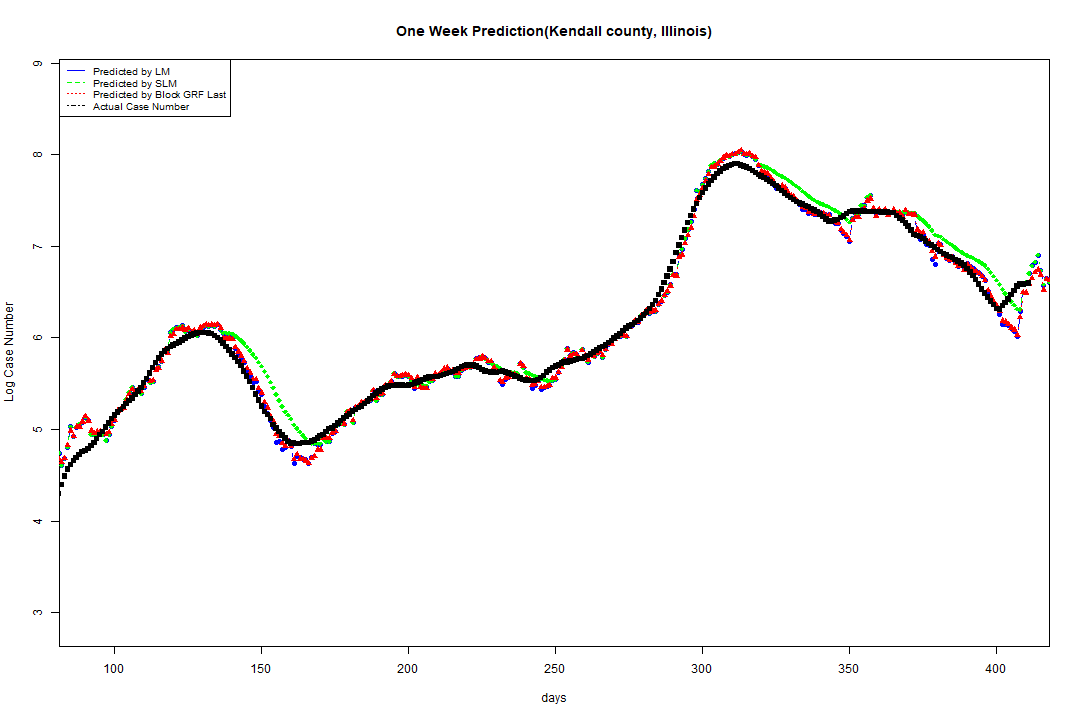 One Week Prediction(Kendall county, Illinois)
Predicted by LM
Predicted by SLM
Predicted by Block GRF Last
Actual Case Number
9
8
7
6
5
4
3
Log Case Number
100 150 200 250 300 350 400
days